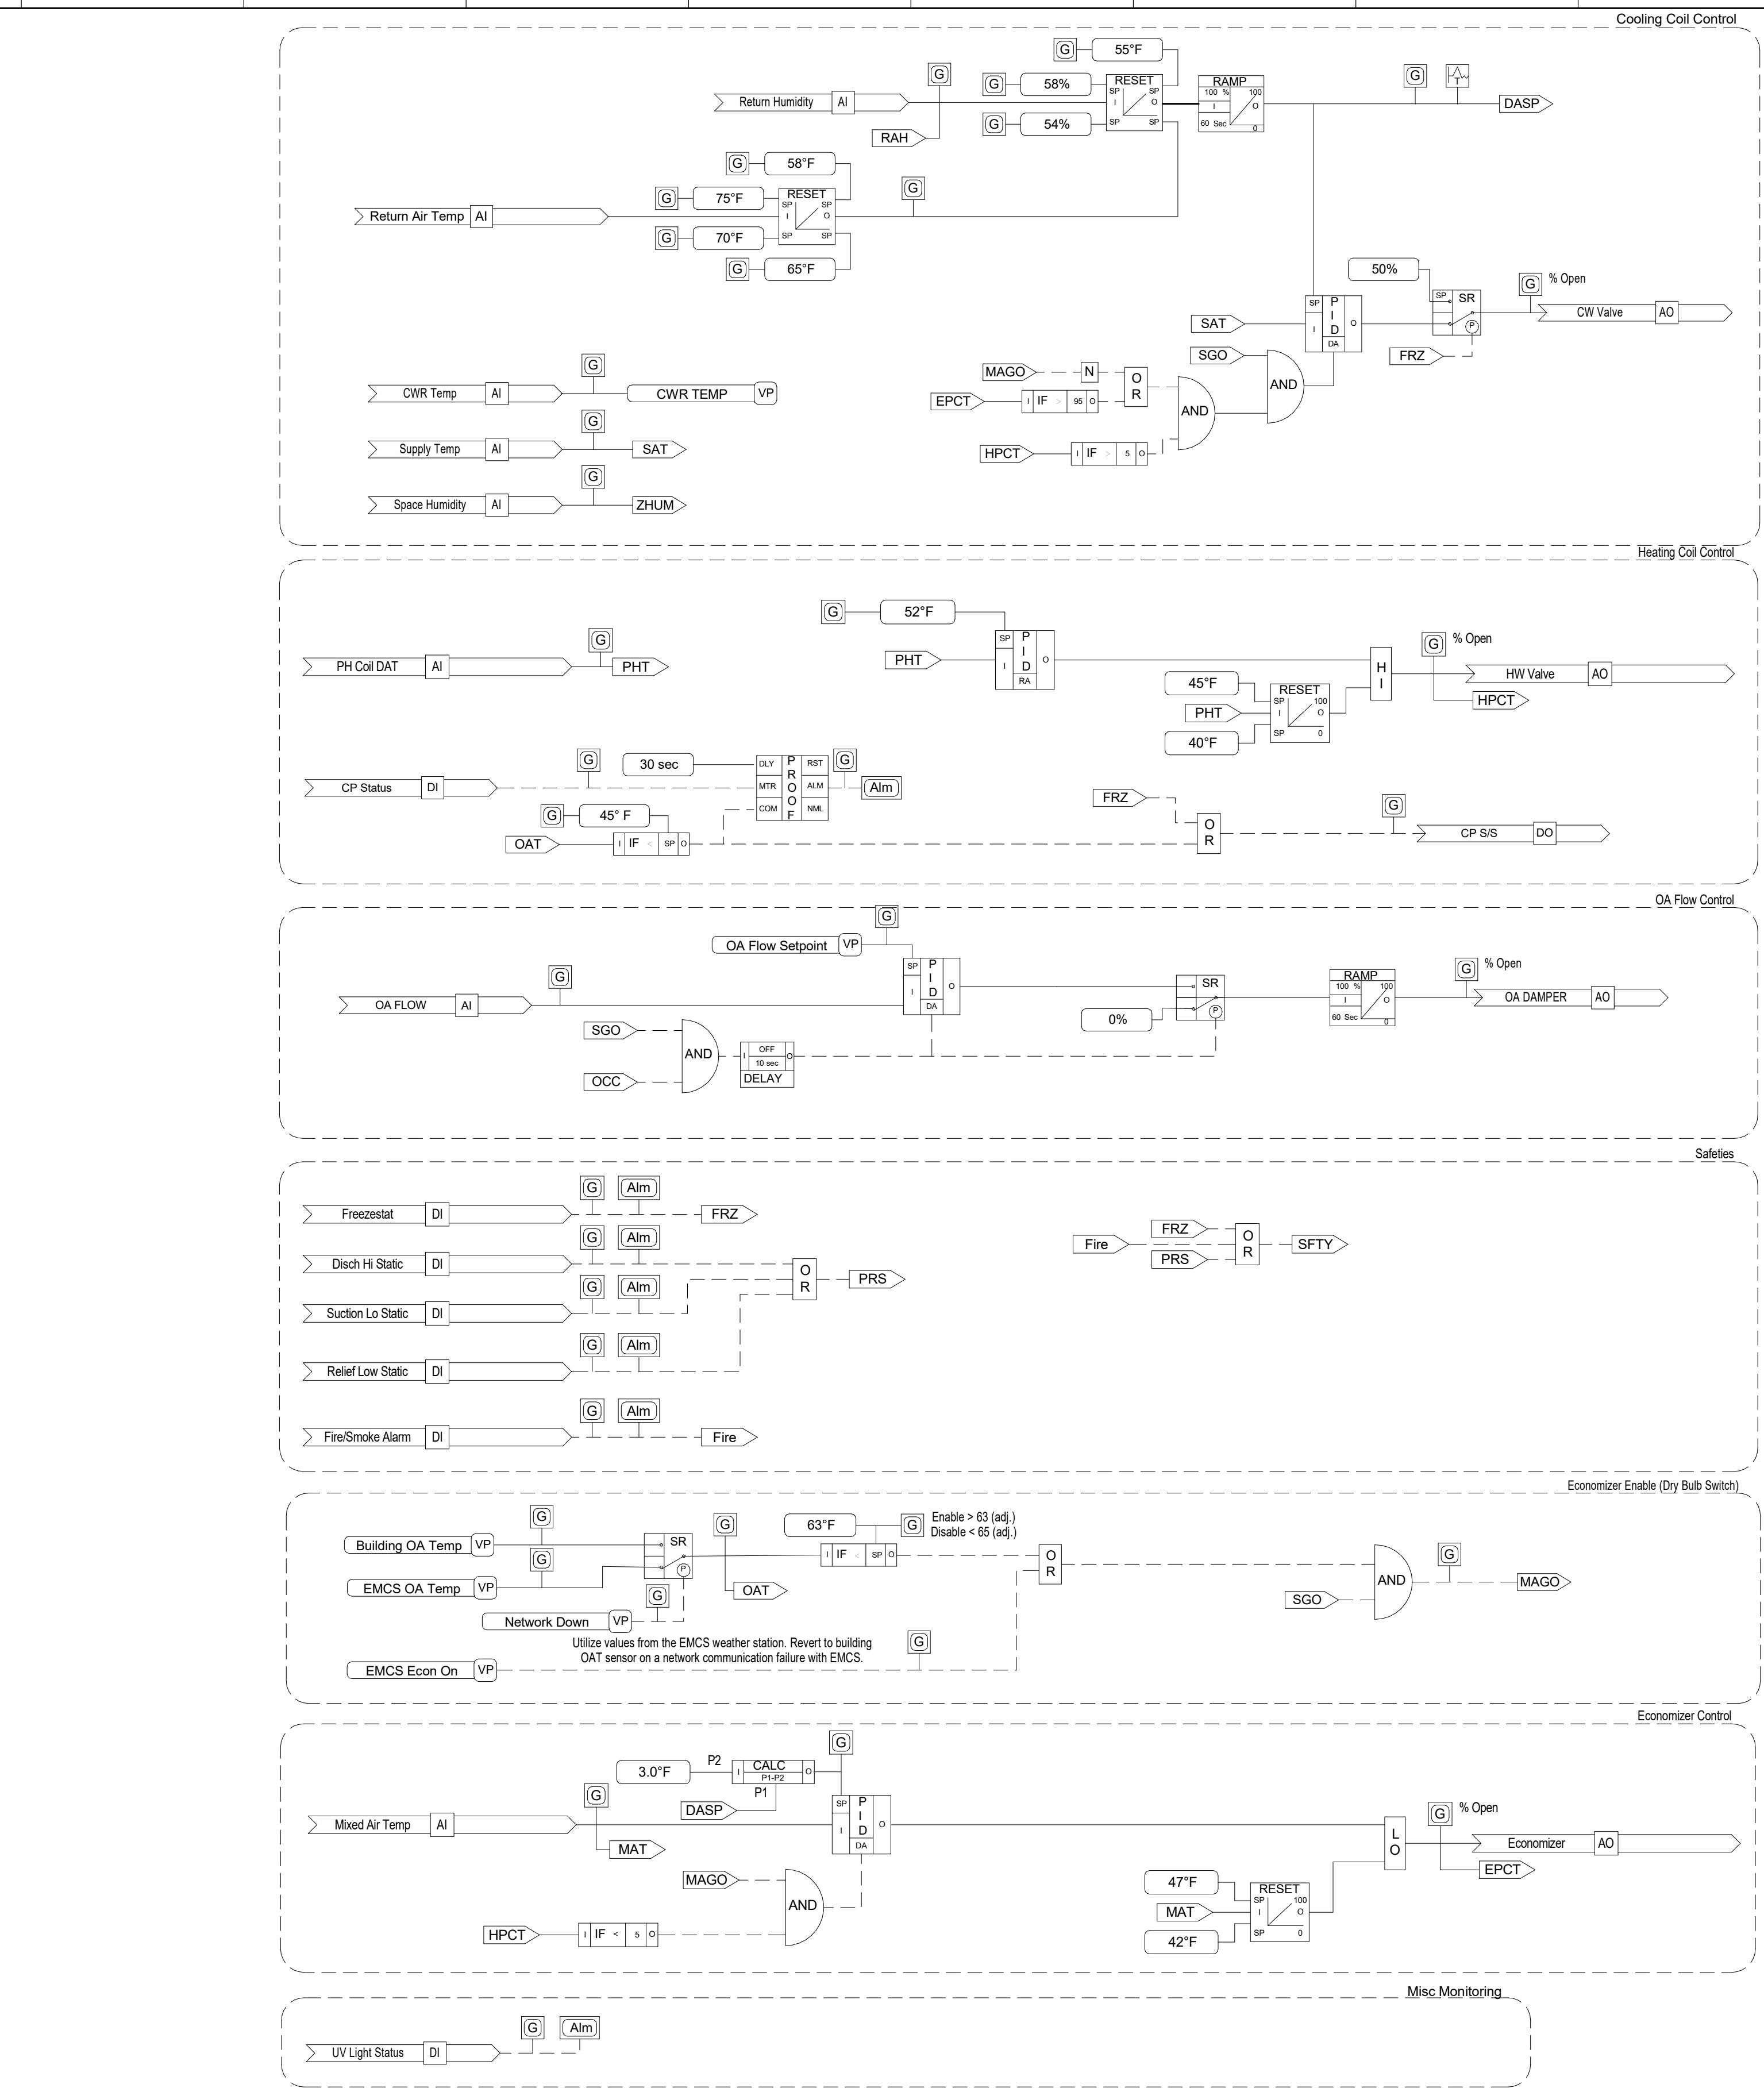 Cooling Coil Control
G 55°F
G 58% RESET RAMP G T
SP SP 100 % 100
Return Humidity AI G I O I O DASP
G 54% SP SP 60 Sec 0
RAH
G 58°F
G 75°F RESET G
SP SP
Return Air Temp AI I O
G 70°F SP SP
G 65°F
50% G % Open
SP PID SP SR
SAT I O P CW Valve AO
DA
SGO FRZ
G MAGO N OR AND
CWR Temp AI CWR TEMP VP
EPCT I IF > 95 O AND
G
Supply Temp AI SAT
HPCT I IF > 5 O
G
Space Humidity AI ZHUM
Heating Coil Control
G 52°F
G SP PID G % Open
PH Coil DAT AI PHT PHT I O HI HW Valve AO
RA 45°F RESET
SP 100 HPCT
PHT I O
40°F SP 0
G 30 sec DLY PROOF RST G
CP Status DI MTR ALM Alm
COM NML FRZ G
G 45° F OR CP S/S DO
OAT I IF < SP O
OA Flow Control
G
OA Flow Setpoint VP
G SP PID SR RAMP G % Open
I O 100 % 100
OA FLOW AI DA I O OA DAMPER AO
0% P 60 Sec 0
SGO
AND I OFF O
10 sec
OCC DELAY
Safeties
G Alm
Freezestat DI FRZ
G Alm FRZ
Disch Hi Static DI OR Fire OR SFTY
G Alm PRS PRS
Suction Lo Static DI
G Alm
Relief Low Static DI
G Alm
Fire/Smoke Alarm DI Fire
Economizer Enable (Dry Bulb Switch)
G G 63°F G Enable > 63 (adj.)
Disable < 65 (adj.)
Building OA Temp VP SR
G I IF < SP O OR AND G
EMCS OA Temp VP P OAT MAGO
G SGO
Network Down VP
Utilize values from the EMCS weather station. Revert to building
OAT sensor on a network communication failure with EMCS.
G
EMCS Econ On VP
Economizer Control
G
3.0°F P2 I CALC O
P1-P2
G P1
DASP SP PID G % Open
Mixed Air Temp AI I O LO Economizer AO
MAT DA
EPCT
MAGO 47°F RESET
AND SP 100
MAT I O
HPCT I IF < 5 O 42°F SP 0
Misc Monitoring
G Alm
UV Light Status DI